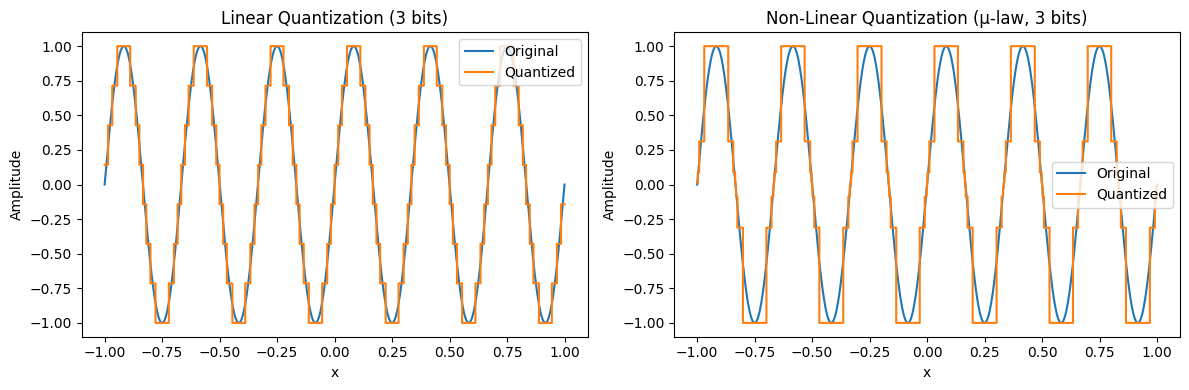 Linear Quantization (3 bits)
1.00
0.75
0.50
0.25
0.00
−0.25
−0.50
−0.75
−1.00
Amplitude
Original
Quantized
−1.00 −0.75 −0.50 −0.25 0.00 0.25 0.50 0.75 1.00
x
Non-Linear Quantization (μ-law, 3 bits)
1.00
0.75
0.50
0.25
0.00
−0.25
−0.50
−0.75
−1.00
Amplitude
Original
Quantized
−1.00 −0.75 −0.50 −0.25 0.00 0.25 0.50 0.75 1.00
x